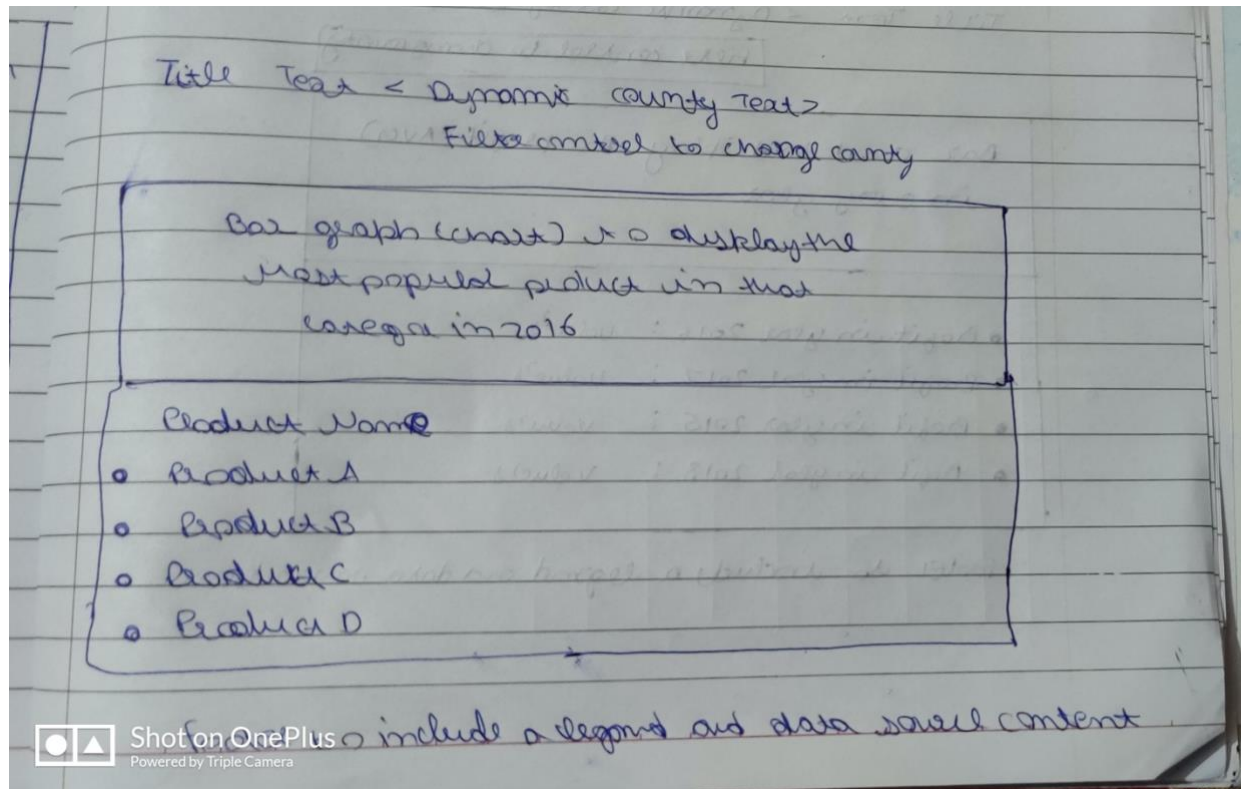 Title Text < Dynamic county Text>
Filter control to change county
Bar graph (chart) to display the
most popular product in that
in 2016
Product Name
Product A
Product B
Product C
Product D
to include a legend and data source content
Shot on OnePlus
Powered by Triple Camera